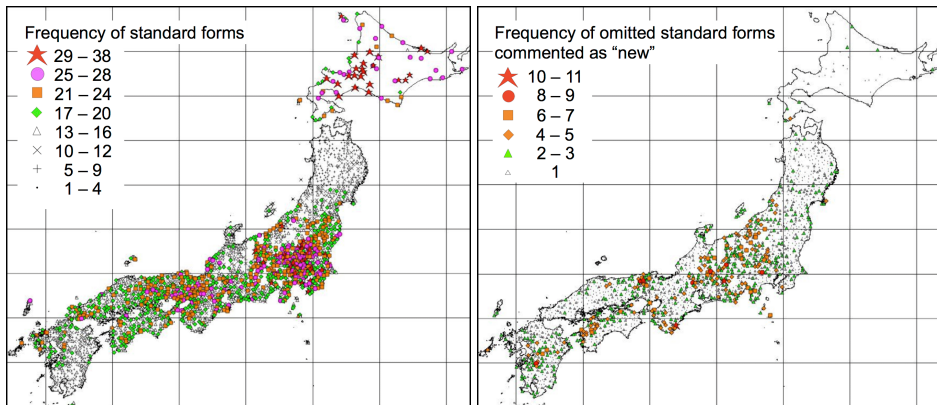 Frequency of standard forms
29 – 38
25 – 28
21 – 24
17 – 20
13 – 16
10 – 12
5 – 9
1 – 4
Frequency of omitted standard forms
commented as “new”
10 – 11
8 – 9
6 – 7
4 – 5
2 – 3
1